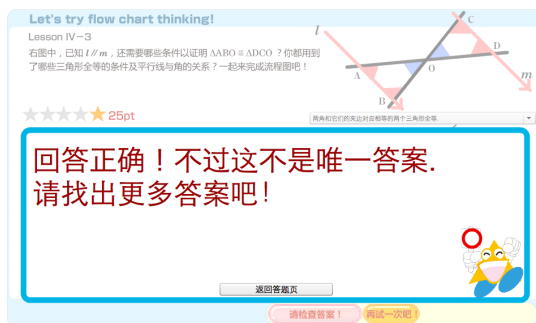 Let's try flow chart thinking!
Lesson IV-3
右图中，已知 l // m，还需要哪些条件以证明 ΔABO ≡ ΔDCO ？你都用到
了哪些三角形全等的条件及平行线与角的关系？一起来完成流程图吧！
l
C
D
A
O
m
B
25pt
两角和它们的夹边对应相等的两个三角形全等
回答正确！不过这不是唯一答案.
请找出更多答案吧！
返回答题页
请检查答案！
再试一次吧！